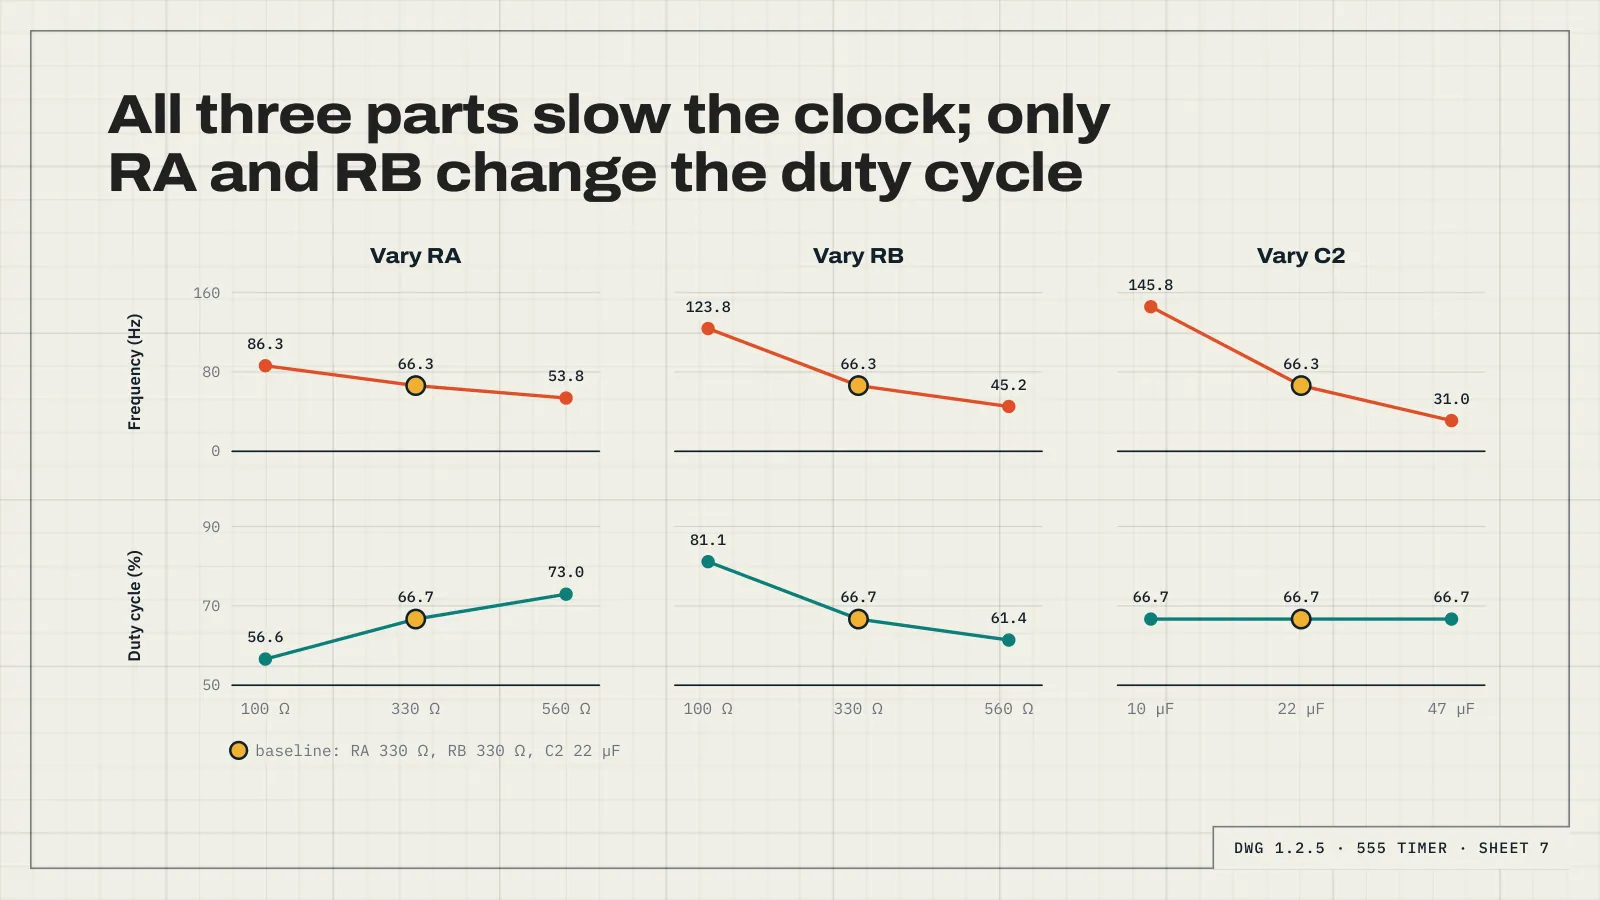 All three parts slow the clock; only
RA and RB change the duty cycle
Vary RA
Vary RB
Vary C2
Frequency (Hz)
160
80
0
86.3
66.3
53.8
123.8
66.3
45.2
145.8
66.3
31.0
Duty cycle (%)
90
70
50
56.6
66.7
73.0
81.1
66.7
61.4
66.7
66.7
66.7
100 Ω
330 Ω
560 Ω
100 Ω
330 Ω
560 Ω
10 µF
22 µF
47 µF
baseline: RA 330 Ω, RB 330 Ω, C2 22 µF
DWG 1.2.5 · 555 TIMER · SHEET 7